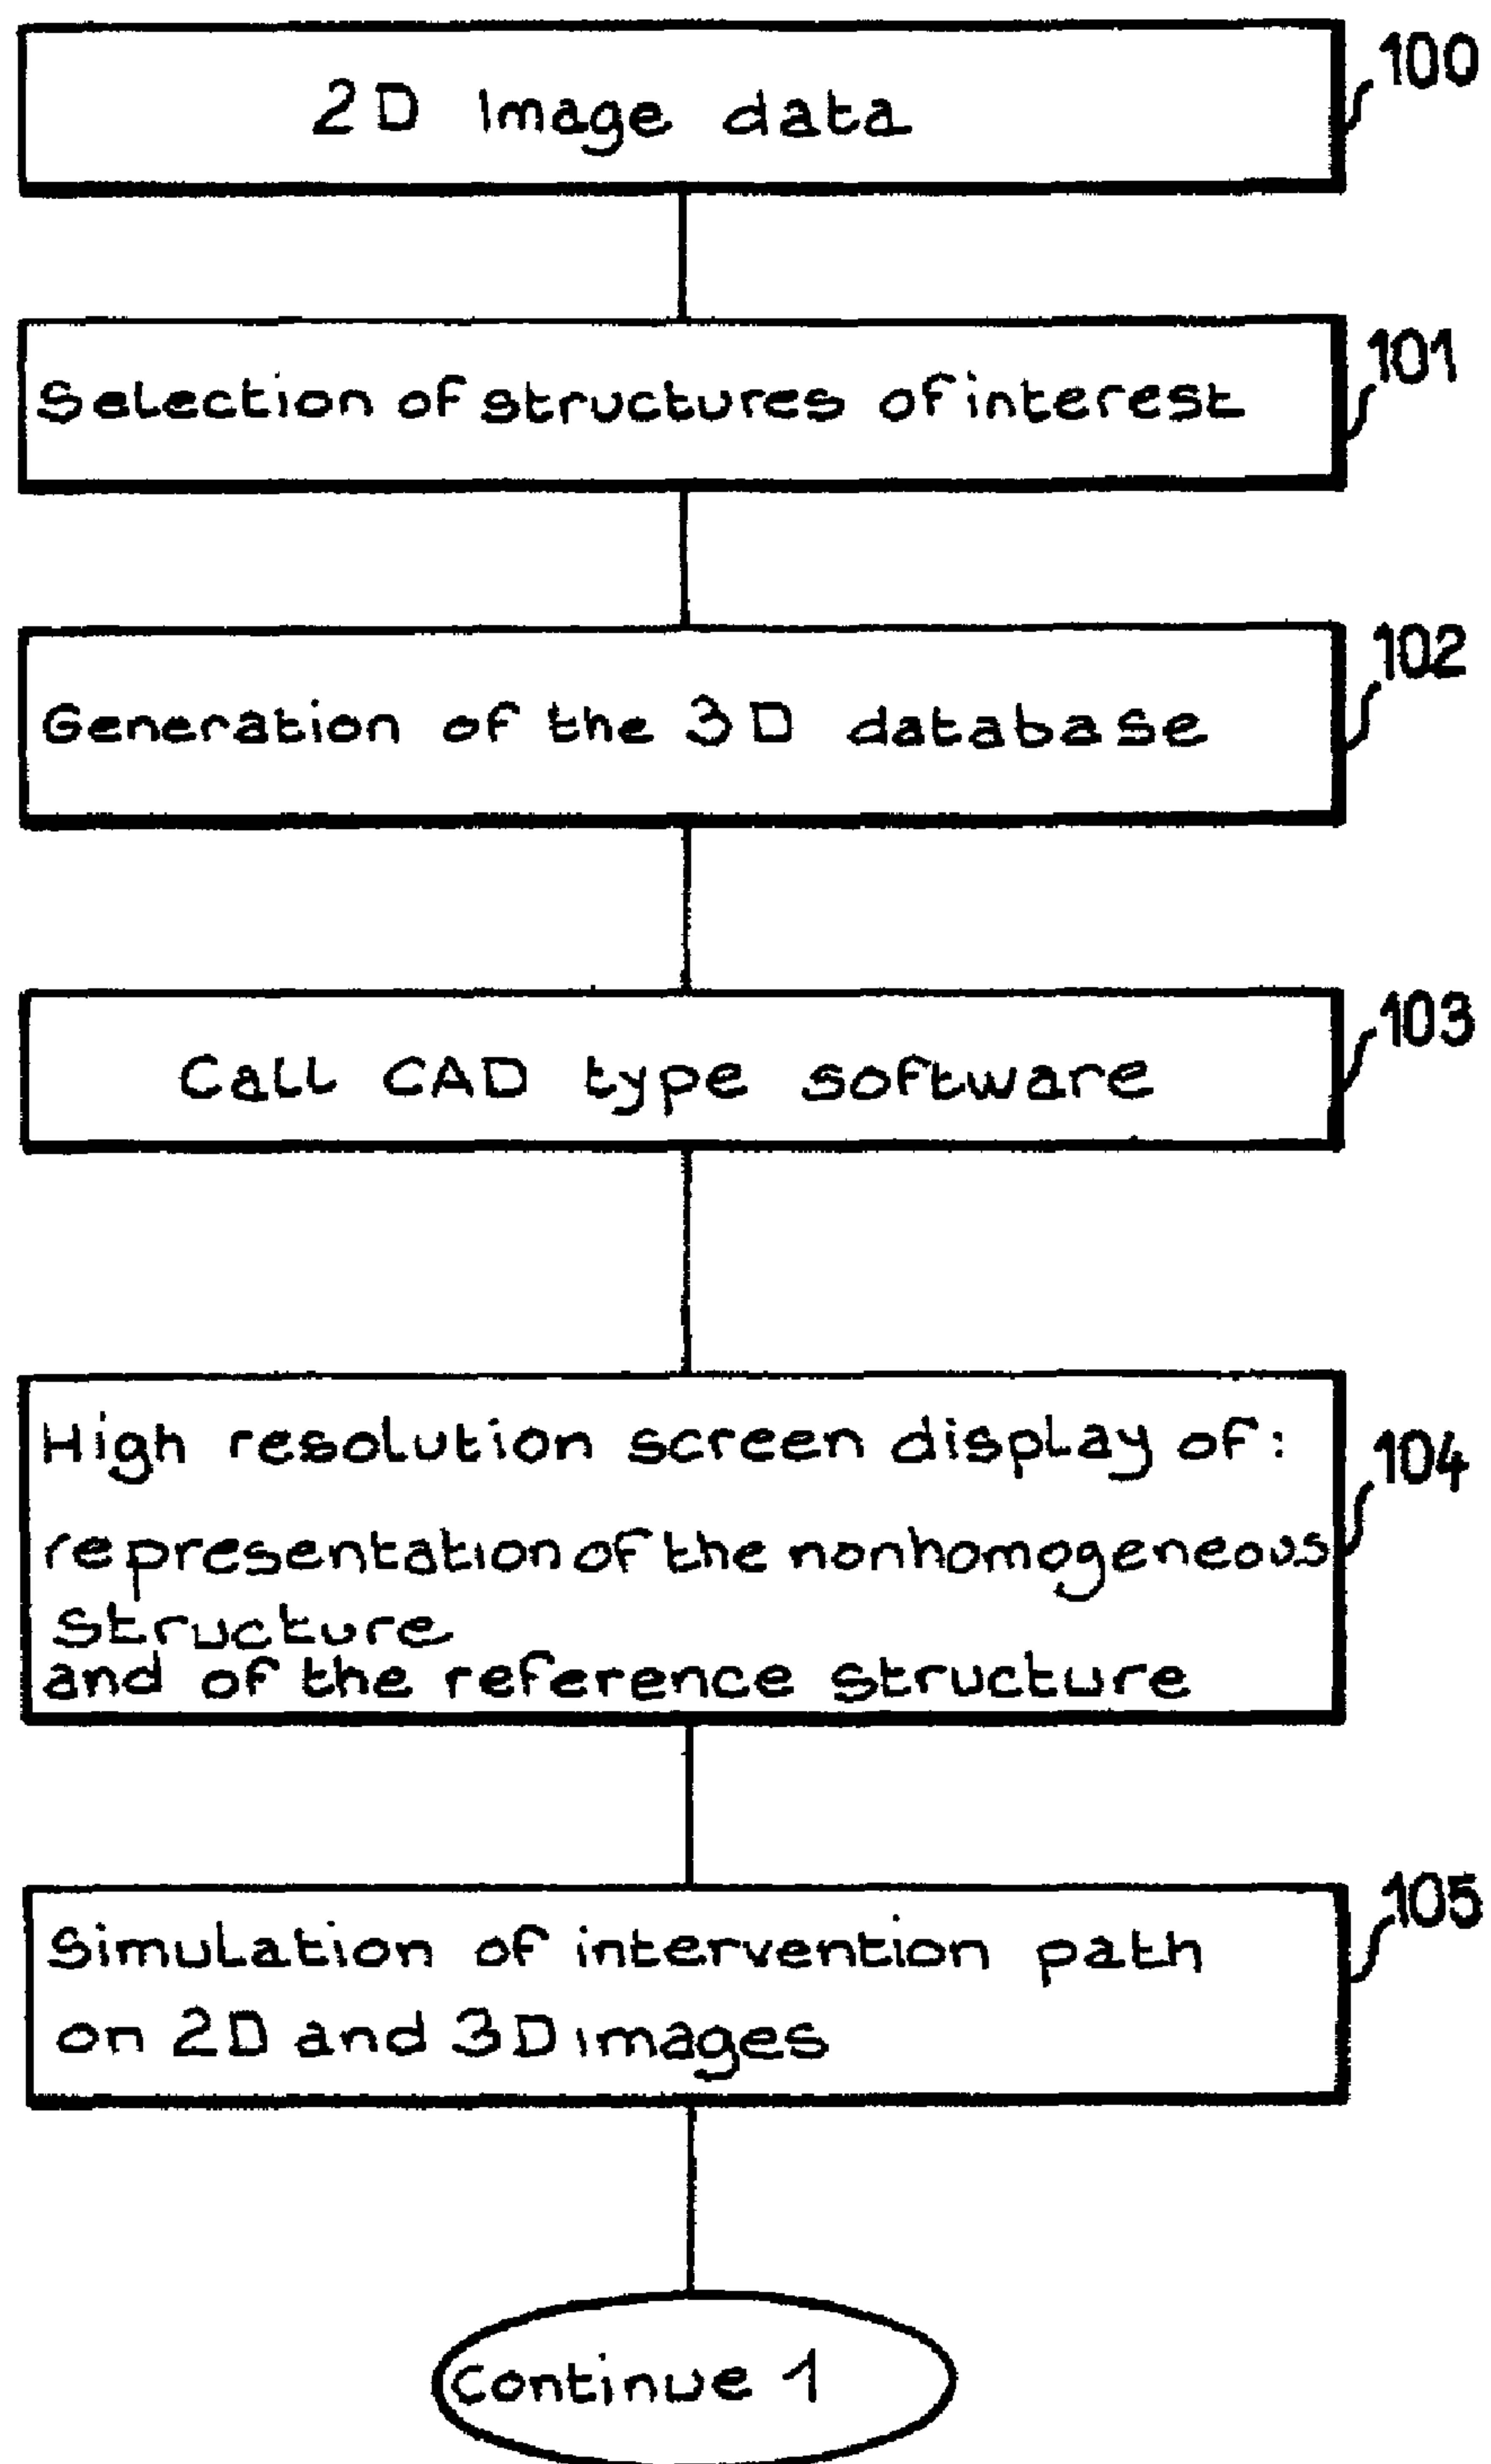 100
2D Image data
101
Selection of structures of interest
102
Generation of the 3D database
103
Call CAD type software
High resolution screen display of:
104
representation of the nonhomogeneous
structure
and of the reference structure
105
Simulation of intervention path
on 2D and 3D images
Continue 1